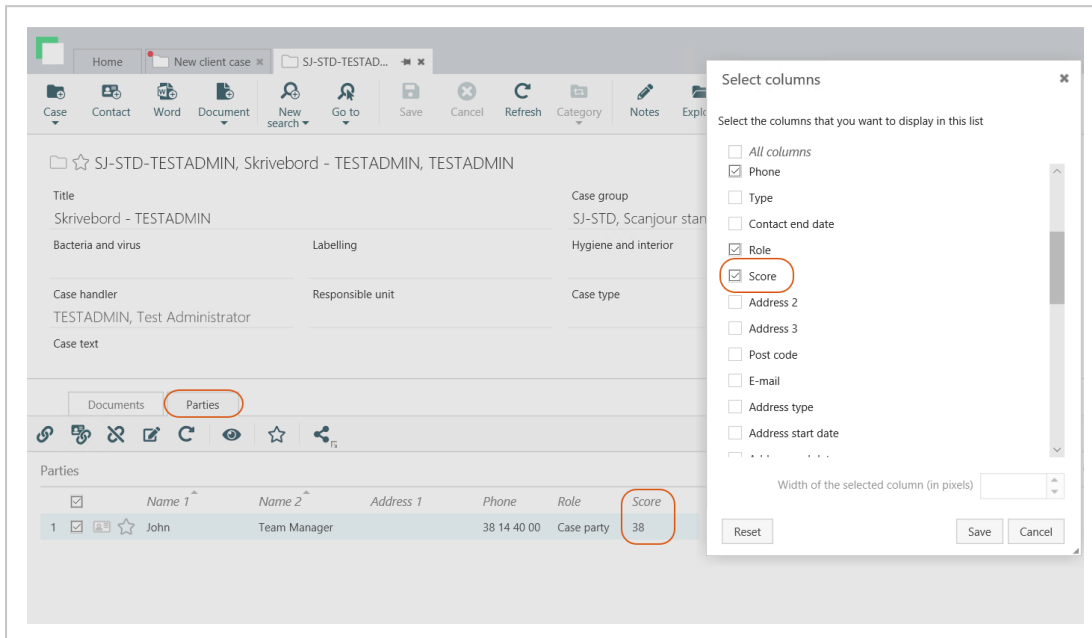 Home
New client case
SJ-STD-TESTAD...
Case
Contact
Word
Document
New search
Go to
Save
Cancel
Refresh
Category
Notes
SJ-STD-TESTADMIN, Skrivebord - TESTADMIN, TESTADMIN
Title
Case group
Skrivebord - TESTADMIN
SJ-STD, Scanjour stan
Bacteria and virus
Labelling
Hygiene and interior
Case handler
Responsible unit
Case type
TESTADMIN, Test Administrator
Case text
Documents
Parties
Parties
Name 1
Name 2
Address 1
Phone
Role
Score
1 John Team Manager 38 14 40 00 Case party 38
Select columns
Select the columns that you want to display in this list
All columns
Phone
Type
Contact end date
Role
Score
Address 2
Address 3
Post code
E-mail
Address type
Address start date
Width of the selected column (in pixels)
Reset
Save
Cancel